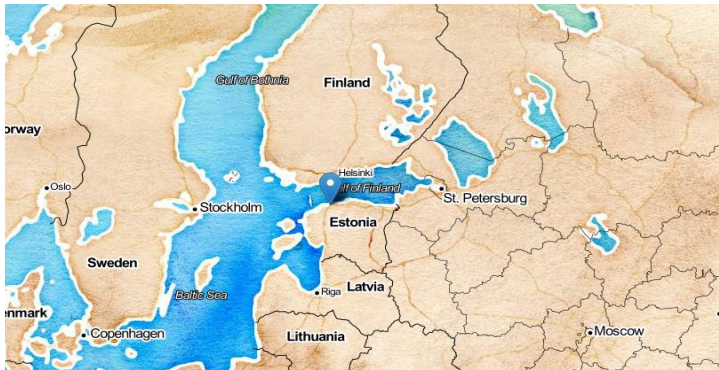 Gulf of Bothnia
Finland
orway
Helsinki
ulf of Finland
Oslo
St. Petersburg
Stockholm
Estonia
Sweden
Latvia
Riga
Baltic Sea
enmark
Copenhagen
Lithuania
Moscow